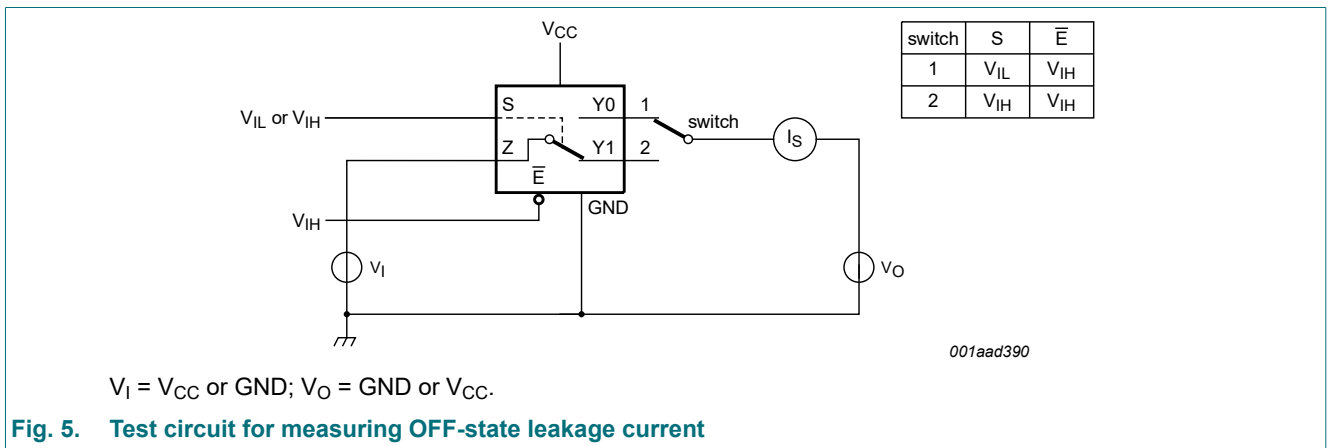 VCC
switch S E̅
1 VIL VIH
2 VIH VIH
S Y0 1
VIL or VIH
switch
IS
Z Y1 2
E̅
GND
VIH
VI
VO
001aad390
VI = VCC or GND; VO = GND or VCC.
Fig. 5. Test circuit for measuring OFF-state leakage current